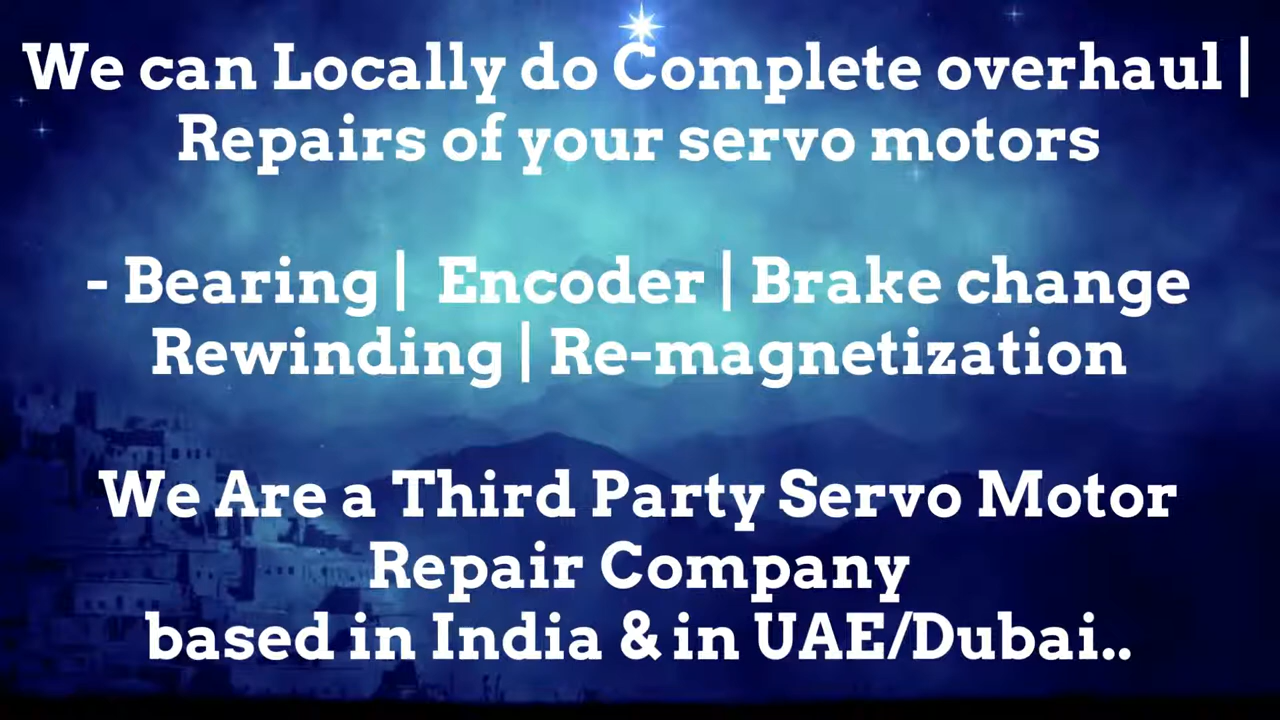 We can Locally do Complete overhaul |
Repairs of your servo motors
- Bearing | Encoder | Brake change
Rewinding | Re-magnetization
We Are a Third Party Servo Motor
Repair Company
based in India & in UAE/Dubai..